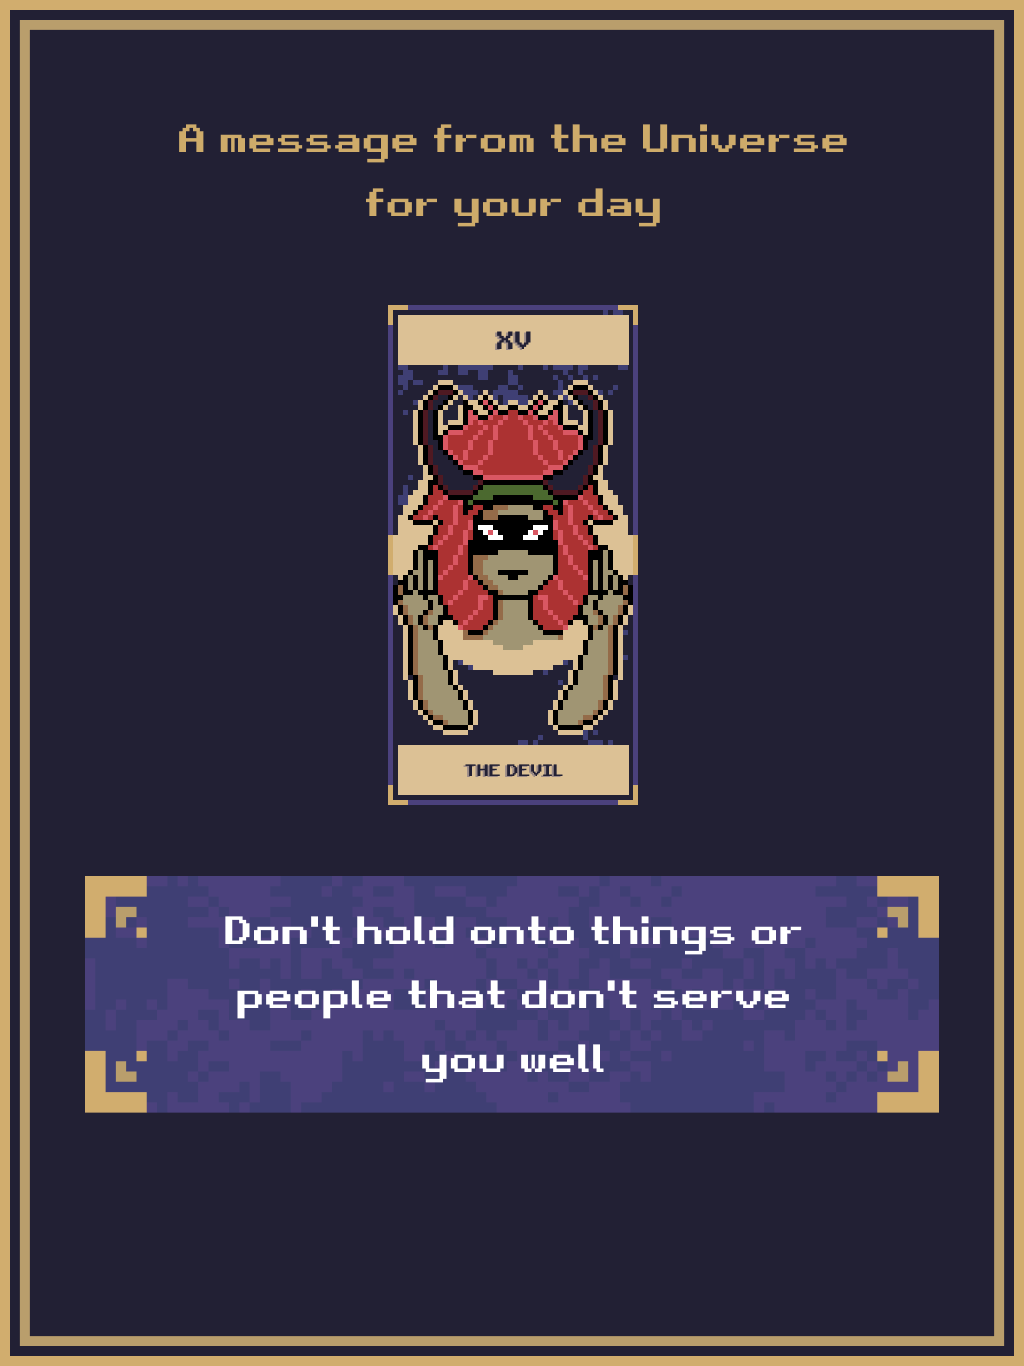 A message from the Universe
for your day
XV
THE DEVIL
Don't hold onto things or
people that don't serve
you well